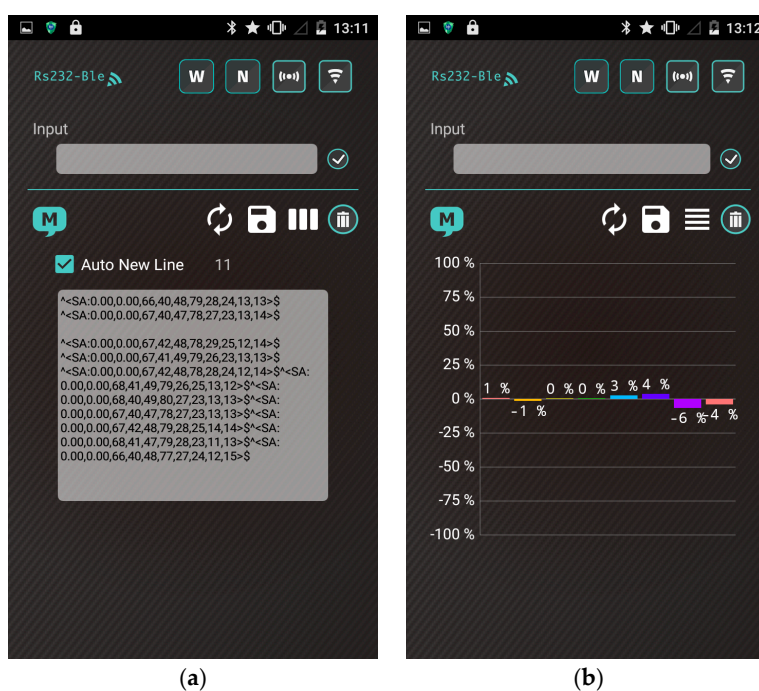 13:11
Rs232-Ble
W N
Input
M
Auto New Line 11
^<SA:0.00,0.00,66,40,48,79,28,24,13,13>$
^<SA:0.00,0.00,67,40,47,78,27,23,13,14>$
^<SA:0.00,0.00,67,42,48,78,29,25,12,14>$
^<SA:0.00,0.00,67,41,49,79,26,23,13,13>$
^<SA:0.00,0.00,67,42,48,78,28,24,12,14>$^<SA:
0.00,0.00,68,41,49,79,26,25,13,12>$^<SA:
0.00,0.00,68,40,49,80,27,23,13,13>$^<SA:
0.00,0.00,67,40,47,78,27,23,13,13>$^<SA:
0.00,0.00,67,42,48,79,28,25,14,14>$^<SA:
0.00,0.00,68,41,47,79,28,23,11,13>$^<SA:
0.00,0.00,66,40,48,77,27,24,12,15>$
(a)
13:12
Rs232-Ble
W N
Input
M
100 %
75 %
50 %
25 %
0 %
-25 %
-50 %
-75 %
-100 %
1 % -1 % 0 % 0 % 3 % 4 % -6 % -4 %
(b)